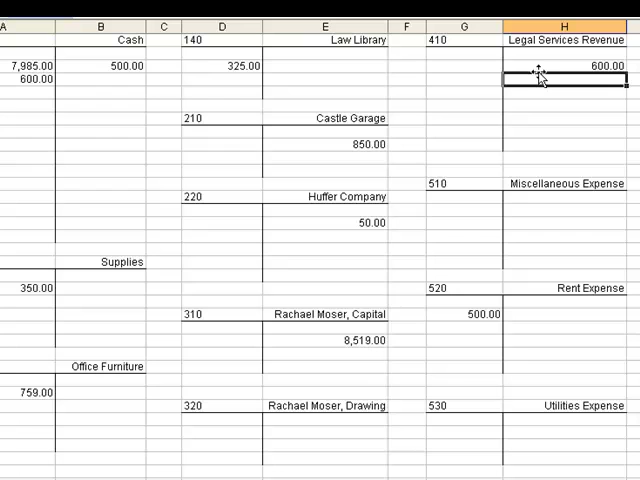 A B C D E F G H
Cash 140 Law Library 410 Legal Services Revenue
7,985.00 500.00 325.00 600.00
600.00
210 Castle Garage
850.00
510 Miscellaneous Expense
220 Huffer Company
50.00
Supplies
350.00 520 Rent Expense
310 Rachael Moser, Capital 500.00
8,519.00
Office Furniture
759.00
320 Rachael Moser, Drawing 530 Utilities Expense